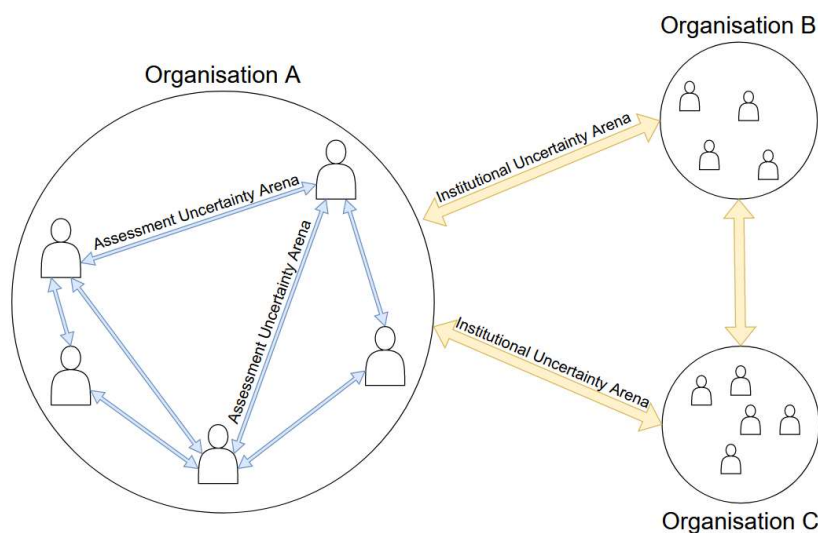 Organisation B
Organisation A
Institutional Uncertainty Arena
Assessment Uncertainty Arena
Assessment Uncertainty Arena
Institutional Uncertainty Arena
Organisation C